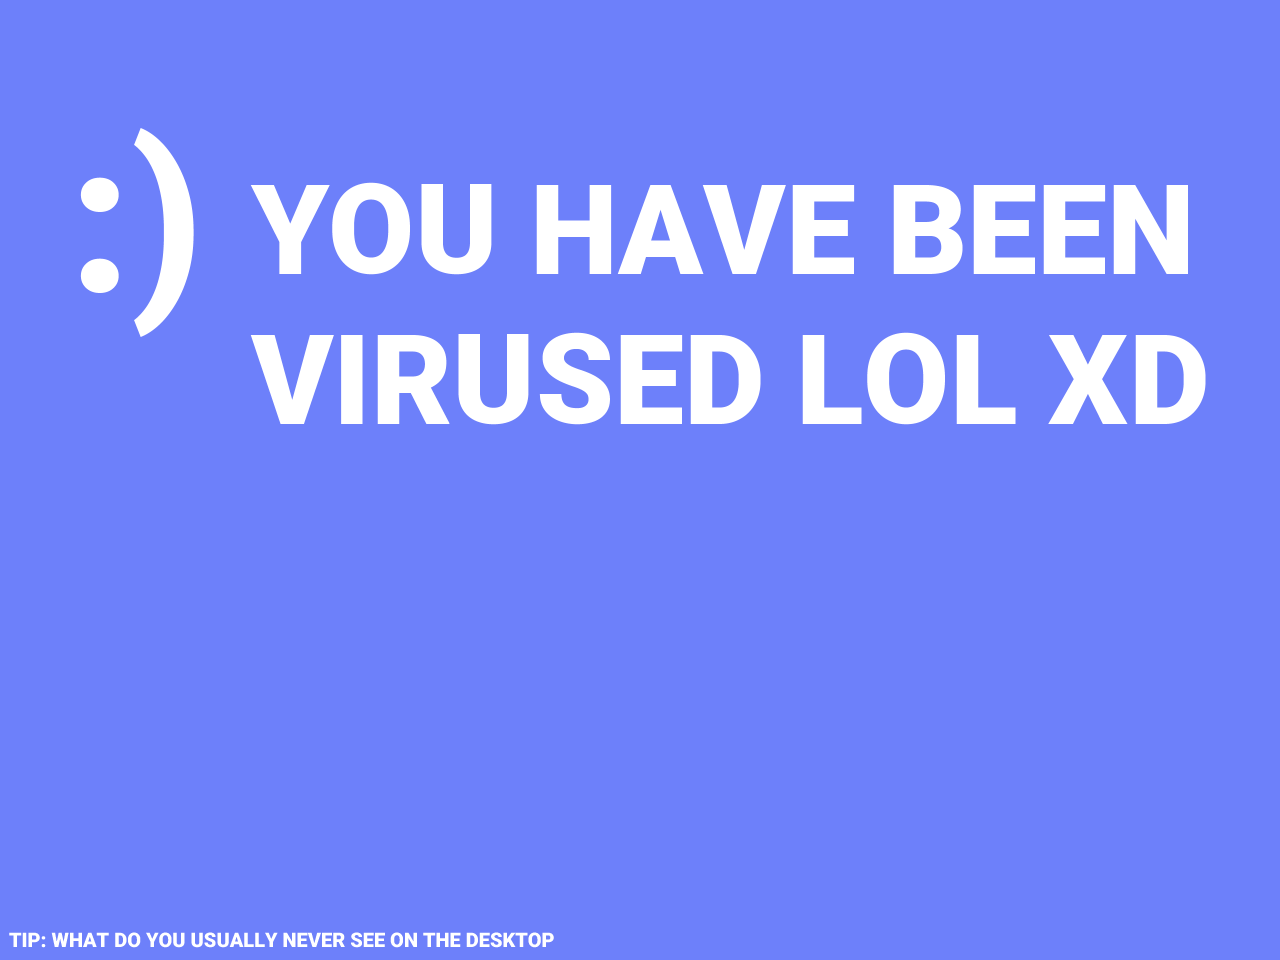 :) YOU HAVE BEEN
VIRUSED LOL XD
TIP: WHAT DO YOU USUALLY NEVER SEE ON THE DESKTOP